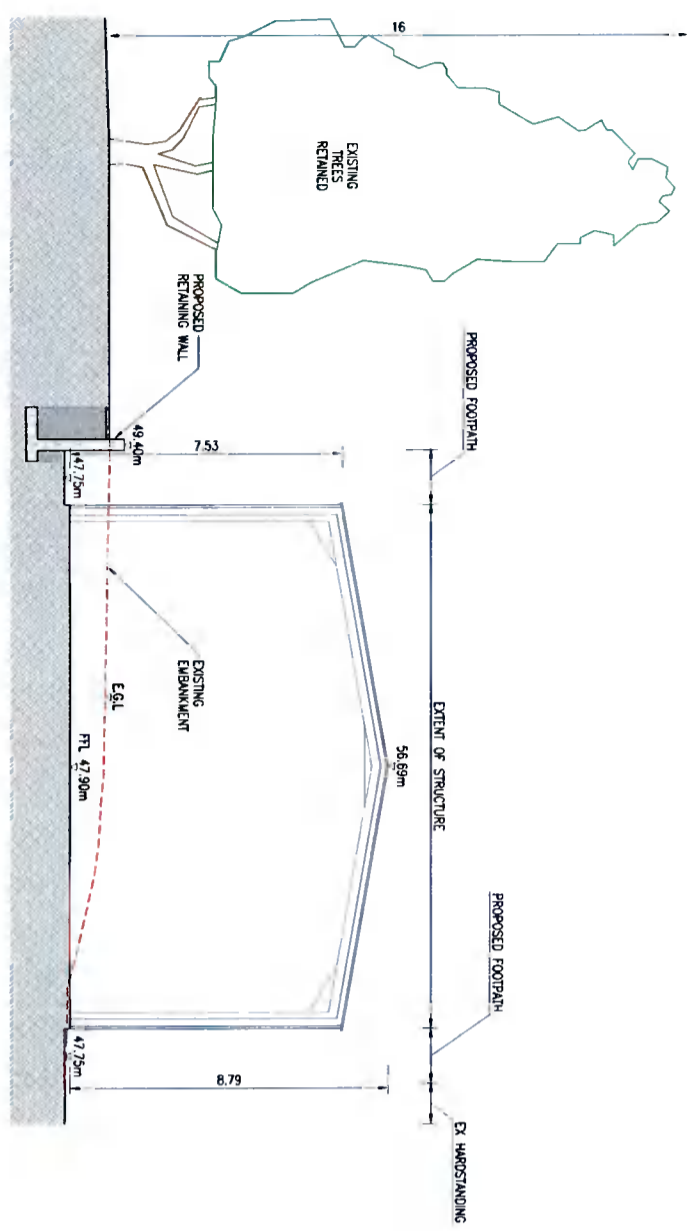 16
EXISTING
TREES
RETAINED
PROPOSED
RETAINING WALL
PROPOSED FOOTPATH
49.40m
47.75m
7.53
EXISTING
EMBANKMENT
E.G.L
FFL 47.90m
56.69m
EXTENT OF STRUCTURE
PROPOSED FOOTPATH
47.75m
8.79
EX HARDSTANDING